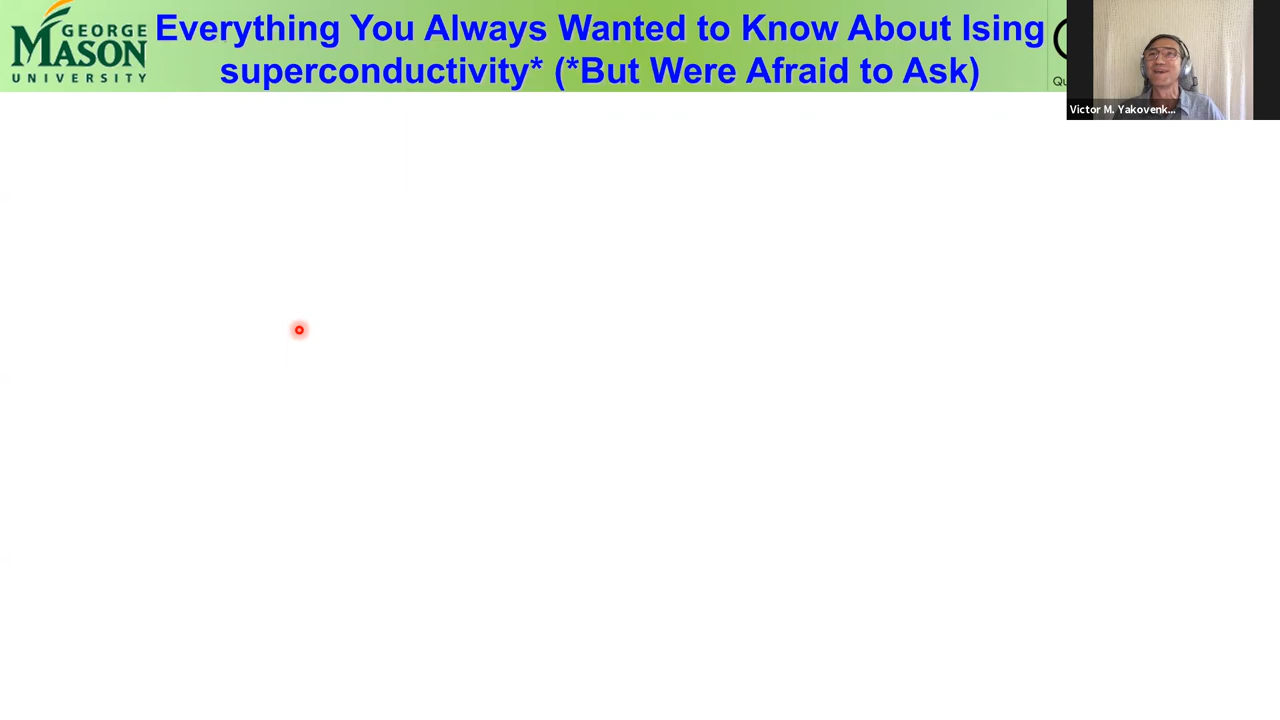 GEORGE
MASON
UNIVERSITY
Everything You Always Wanted to Know About Ising
superconductivity* (*But Were Afraid to Ask)
Victor M. Yakovenk...